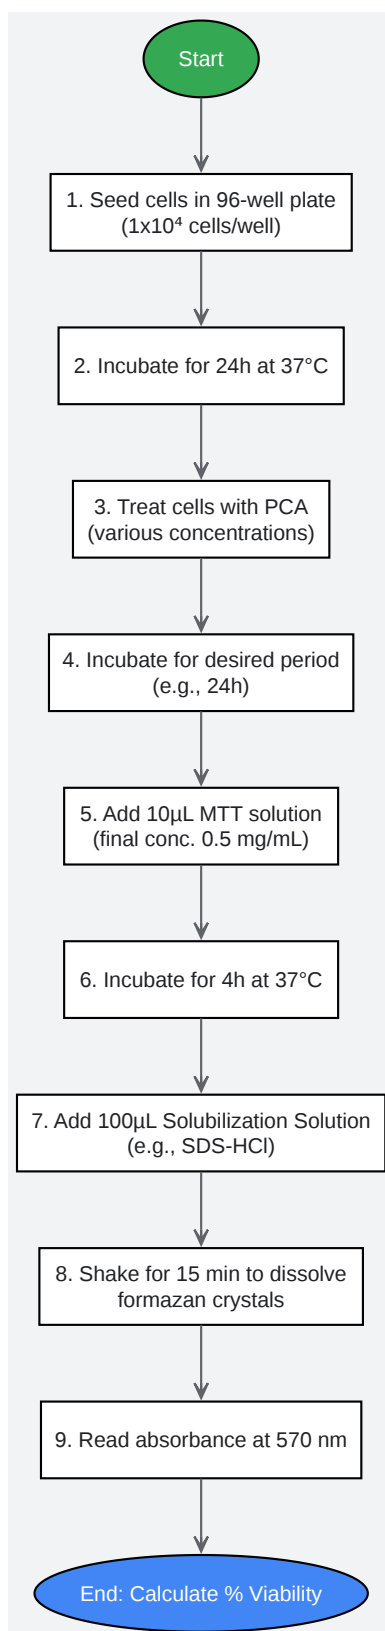 Start
1. Seed cells in 96-well plate
(1x10⁴ cells/well)
2. Incubate for 24h at 37°C
3. Treat cells with PCA
(various concentrations)
4. Incubate for desired period
(e.g., 24h)
5. Add 10µL MTT solution
(final conc. 0.5 mg/mL)
6. Incubate for 4h at 37°C
7. Add 100µL Solubilization Solution
(e.g., SDS-HCl)
8. Shake for 15 min to dissolve
formazan crystals
9. Read absorbance at 570 nm
End: Calculate % Viability